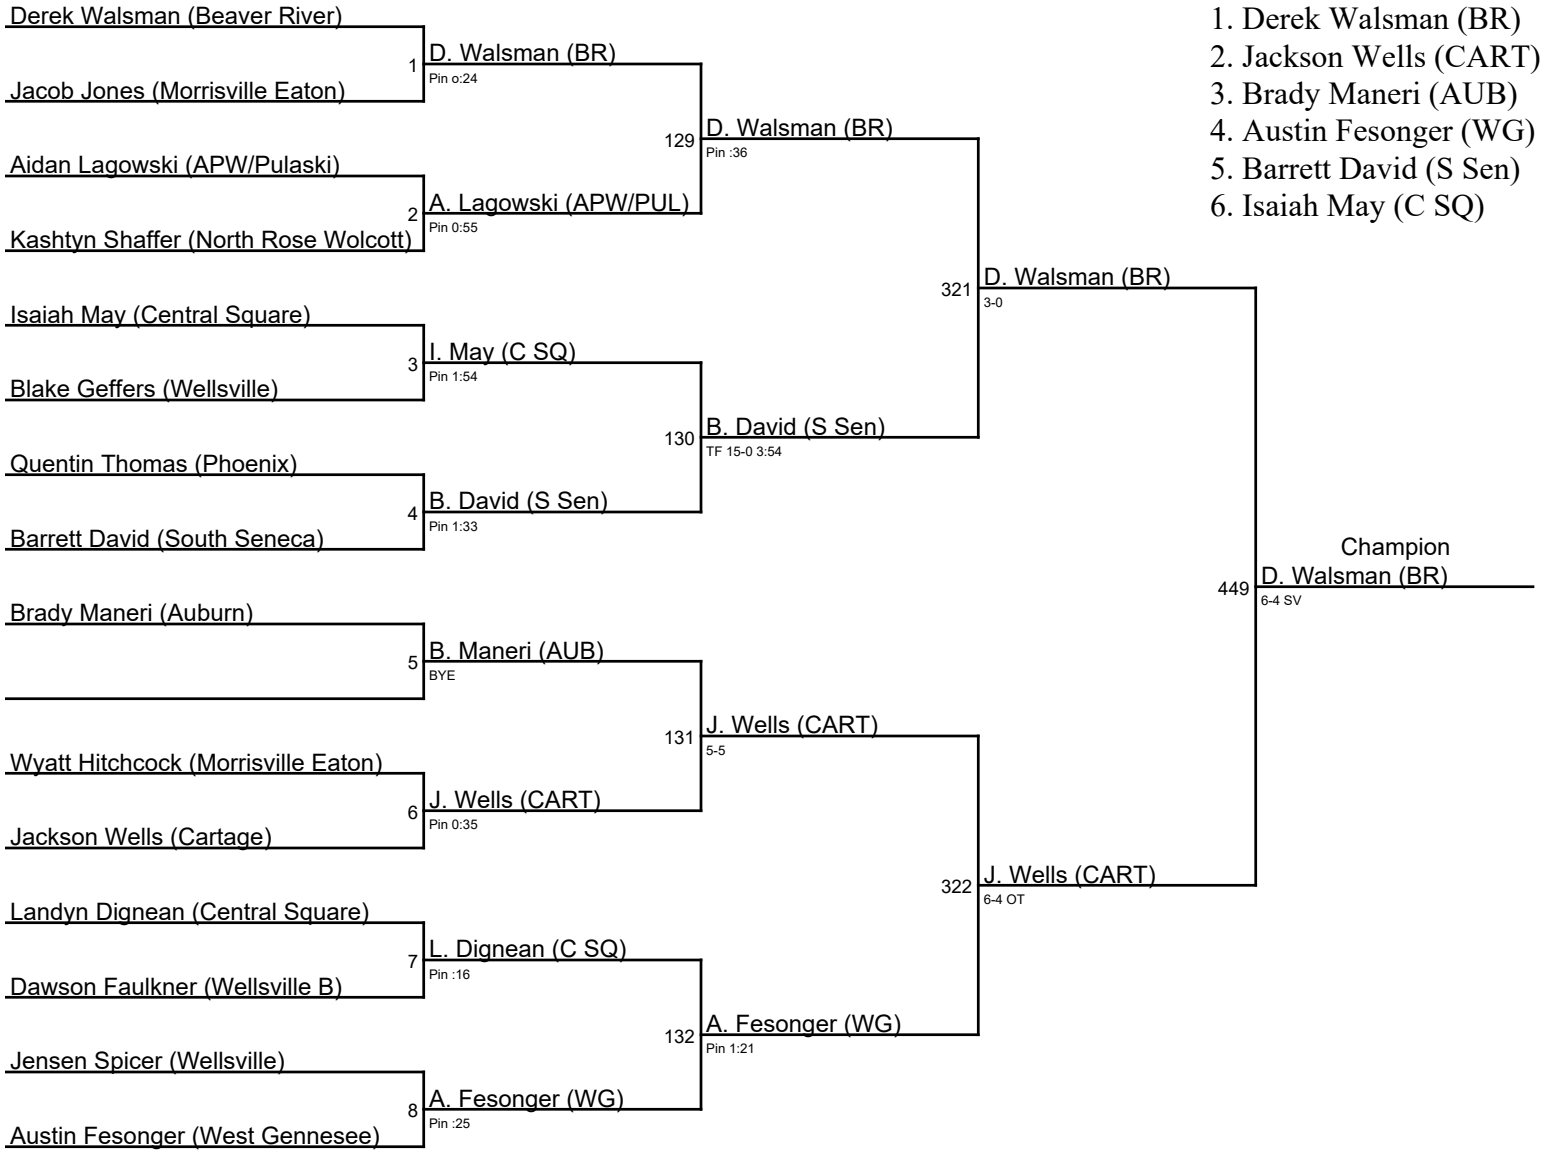 Derek Walsman (Beaver River)
1
D. Walsman (BR)
Pin o:24
Jacob Jones (Morrisville Eaton)
129
D. Walsman (BR)
Pin :36
Aidan Lagowski (APW/Pulaski)
2
A. Lagowski (APW/PUL)
Pin 0:55
Kashtyn Shaffer (North Rose Wolcott)
321
D. Walsman (BR)
3-0
Isaiah May (Central Square)
3
I. May (C SQ)
Pin 1:54
Blake Geffers (Wellsville)
130
B. David (S Sen)
TF 15-0 3:54
Quentin Thomas (Phoenix)
4
B. David (S Sen)
Pin 1:33
Barrett David (South Seneca)
Champion
449
D. Walsman (BR)
6-4 SV
Brady Maneri (Auburn)
5
B. Maneri (AUB)
BYE
131
J. Wells (CART)
5-5
Wyatt Hitchcock (Morrisville Eaton)
6
J. Wells (CART)
Pin 0:35
Jackson Wells (Cartage)
322
J. Wells (CART)
6-4 OT
Landyn Dignean (Central Square)
7
L. Dignean (C SQ)
Pin :16
Dawson Faulkner (Wellsville B)
132
A. Fesonger (WG)
Pin 1:21
Jensen Spicer (Wellsville)
8
A. Fesonger (WG)
Pin :25
Austin Fesonger (West Gennesee)
1. Derek Walsman (BR)
2. Jackson Wells (CART)
3. Brady Maneri (AUB)
4. Austin Fesonger (WG)
5. Barrett David (S Sen)
6. Isaiah May (C SQ)